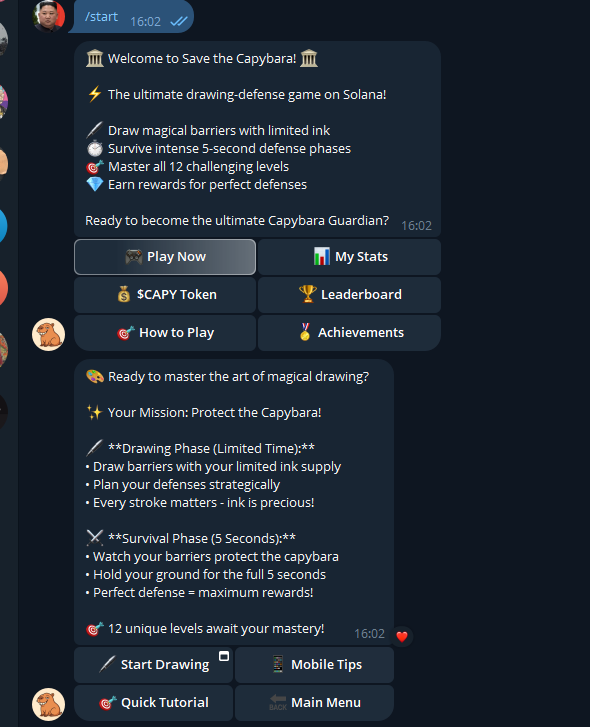 /start 16:02
🏛️ Welcome to Save the Capybara! 🏛️
⚡ The ultimate drawing-defense game on Solana!
🗡️ Draw magical barriers with limited ink
⏱️ Survive intense 5-second defense phases
🎯 Master all 12 challenging levels
💎 Earn rewards for perfect defenses
Ready to become the ultimate Capybara Guardian? 16:02
🎮 Play Now
📊 My Stats
💰 $CAPY Token
🏆 Leaderboard
🎯 How to Play
🏅 Achievements
🎨 Ready to master the art of magical drawing?
✨ Your Mission: Protect the Capybara!
🗡️ **Drawing Phase (Limited Time):**
• Draw barriers with your limited ink supply
• Plan your defenses strategically
• Every stroke matters - ink is precious!
⚔️ **Survival Phase (5 Seconds):**
• Watch your barriers protect the capybara
• Hold your ground for the full 5 seconds
• Perfect defense = maximum rewards!
🎯 12 unique levels await your mastery! 16:02
❤️
🗡️ Start Drawing
📱 Mobile Tips
🎯 Quick Tutorial
🔙 Main Menu